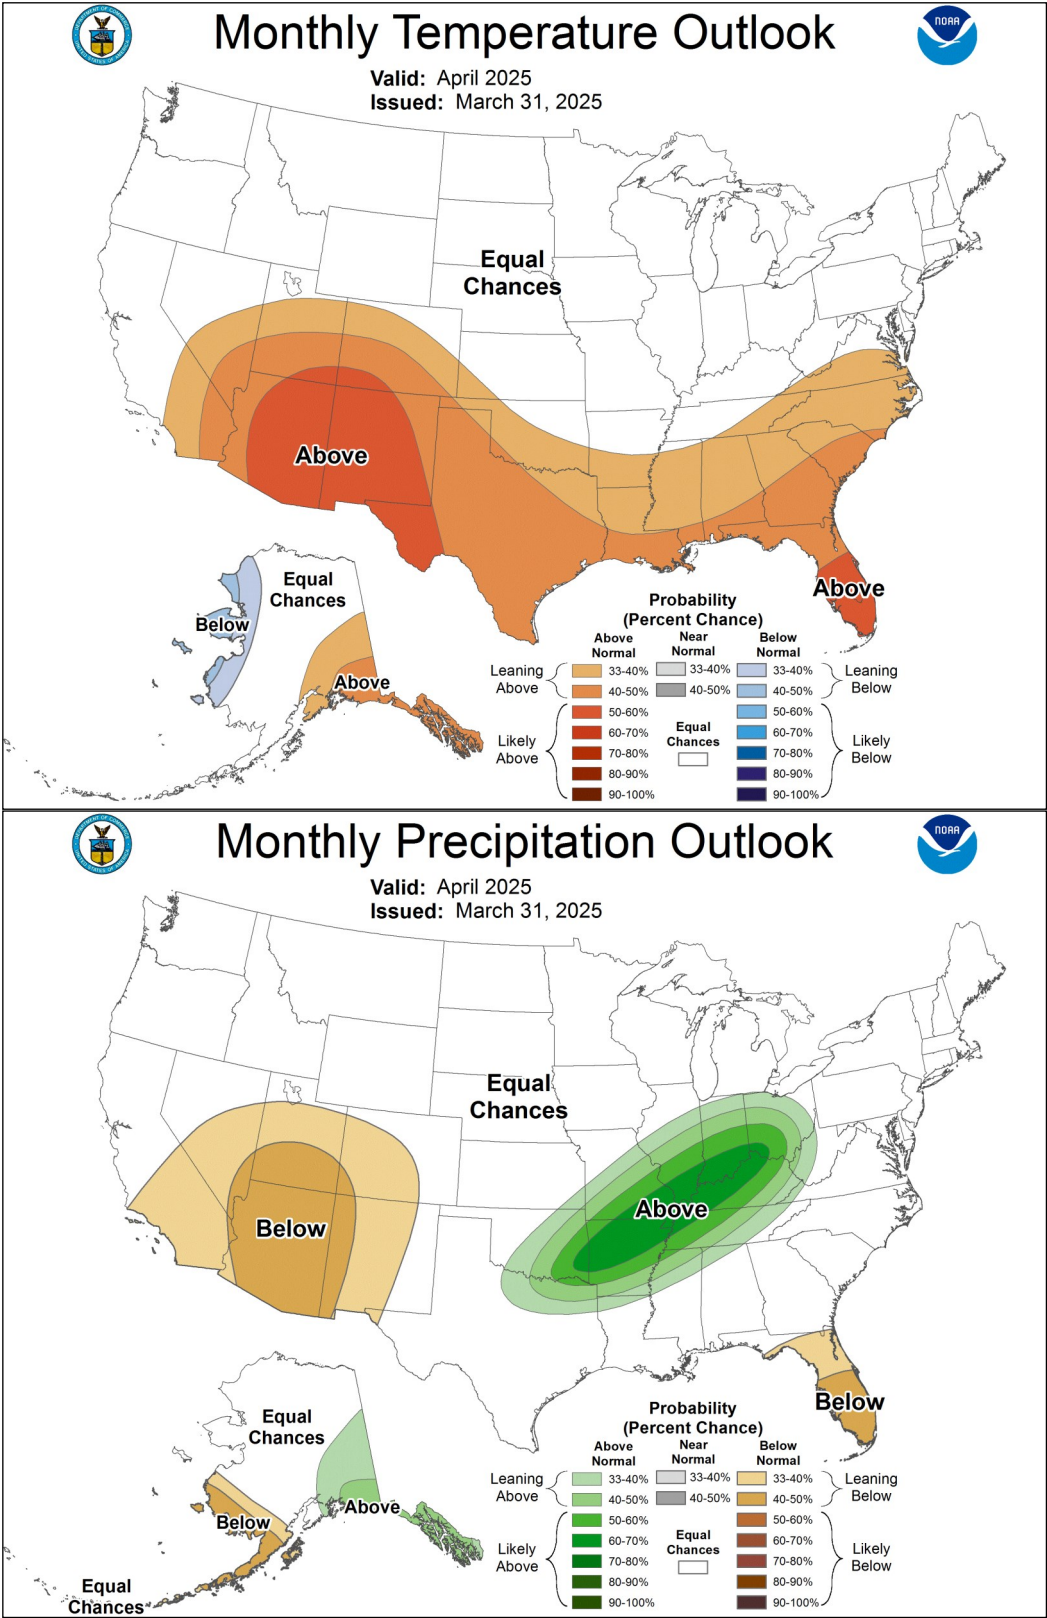 Monthly Temperature Outlook
NOAA
Valid: April 2025
Issued: March 31, 2025
Equal
Chances
Above
Above
Equal
Chances
Below
Above
Probability
(Percent Chance)
Above
Normal
Near
Normal
Below
Normal
Leaning
Above
33-40%
33-40%
33-40%
Leaning
Below
40-50%
40-50%
40-50%
Likely
Above
50-60%
50-60%
Likely
Below
60-70%
60-70%
Equal
Chances
70-80%
70-80%
80-90%
80-90%
90-100%
90-100%
Monthly Precipitation Outlook
NOAA
Valid: April 2025
Issued: March 31, 2025
Equal
Chances
Above
Below
Below
Equal
Chances
Above
Below
Equal
Chances
Probability
(Percent Chance)
Above
Normal
Near
Normal
Below
Normal
Leaning
Above
33-40%
33-40%
33-40%
Leaning
Below
40-50%
40-50%
40-50%
Likely
Above
50-60%
50-60%
Likely
Below
60-70%
60-70%
Equal
Chances
70-80%
70-80%
80-90%
80-90%
90-100%
90-100%